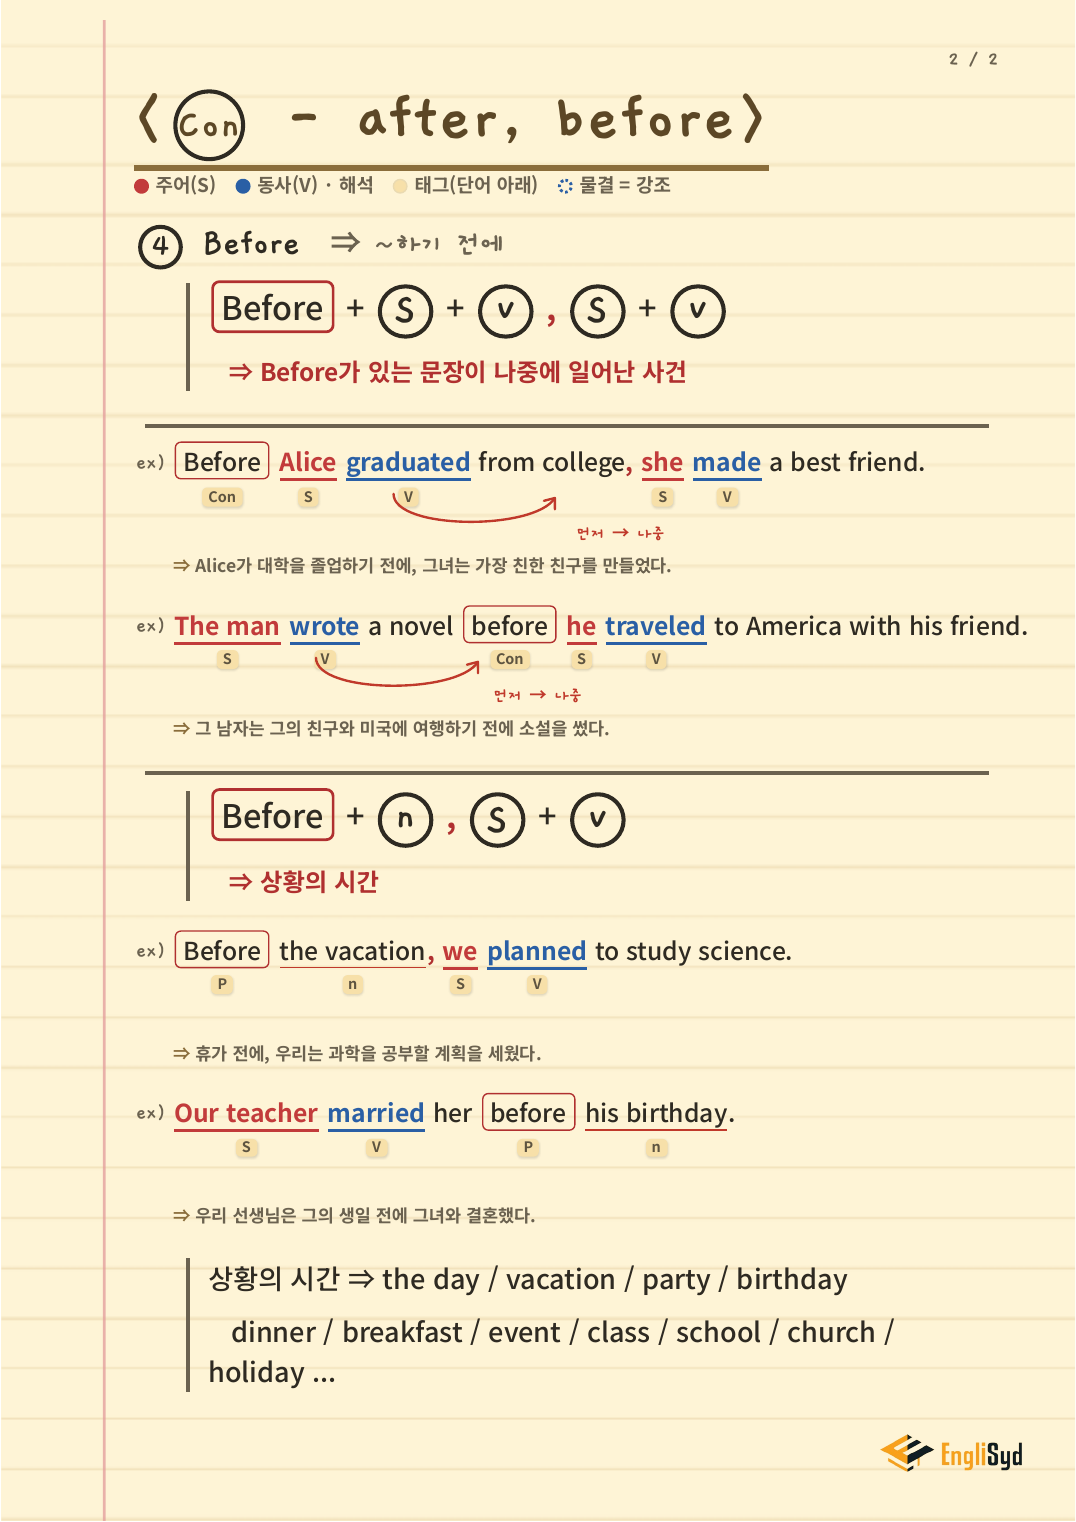 2 / 2
〈 Con - after, before〉
주어(S) 동사(V) · 해석 태그(단어 아래) 물결 = 강조
4 Before ⇒ ~하기 전에
Before + S + v , S + v
⇒ Before가 있는 문장이 나중에 일어난 사건
ex) Before Alice graduated from college, she made a best friend.
Con S V S V
먼저 → 나중
⇒ Alice가 대학을 졸업하기 전에, 그녀는 가장 친한 친구를 만들었다.
ex) The man wrote a novel before he traveled to America with his friend.
S V Con S V
먼저 → 나중
⇒ 그 남자는 그의 친구와 미국에 여행하기 전에 소설을 썼다.
Before + n , S + v
⇒ 상황의 시간
ex) Before the vacation, we planned to study science.
P n S V
⇒ 휴가 전에, 우리는 과학을 공부할 계획을 세웠다.
ex) Our teacher married her before his birthday.
S V P n
⇒ 우리 선생님은 그의 생일 전에 그녀와 결혼했다.
상황의 시간 ⇒ the day / vacation / party / birthday
dinner / breakfast / event / class / school / church /
holiday ...
EngliSyd